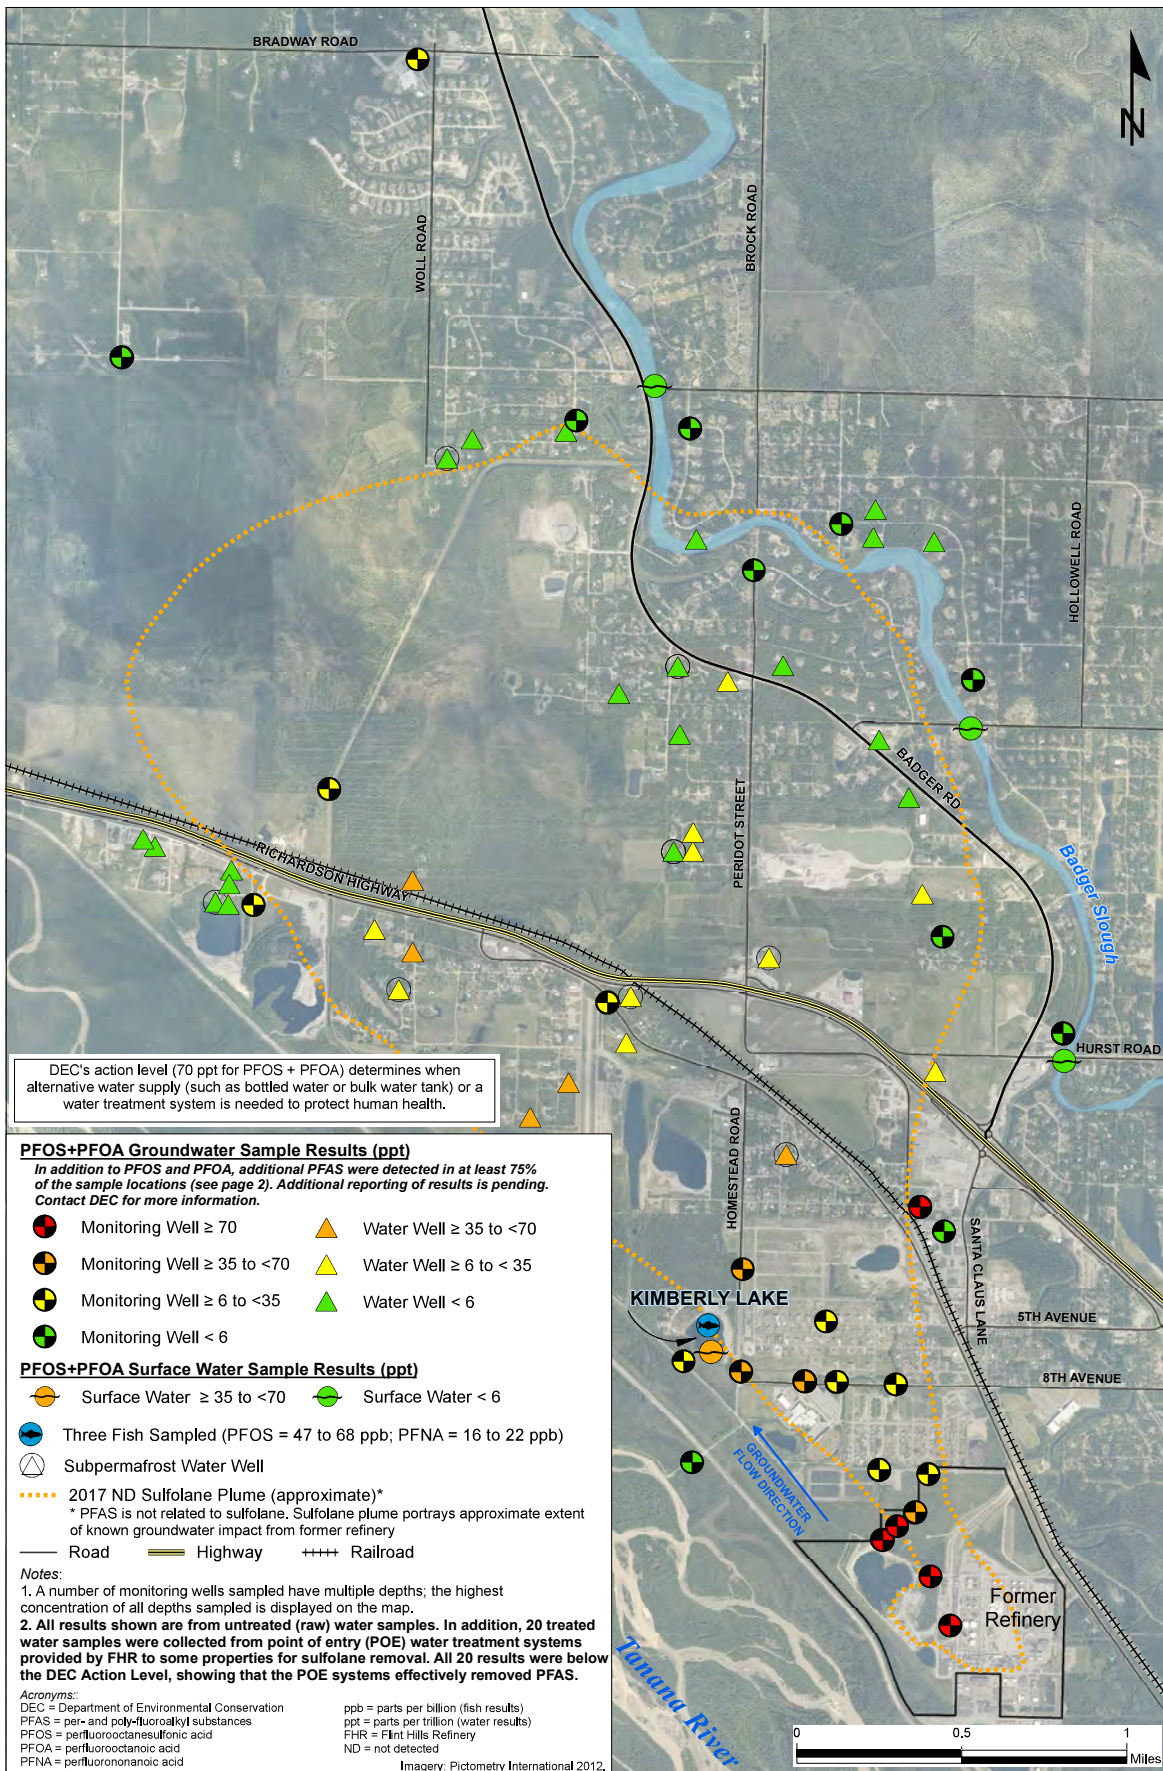 BRADWAY ROAD
N
WOLL ROAD
BROCK ROAD
HOLLOWELL ROAD
BADGER RD
PERIDOT STREET
RICHARDSON HIGHWAY
Badger Slough
HURST ROAD
DEC's action level (70 ppt for PFOS + PFOA) determines when
alternative water supply (such as bottled water or bulk water tank) or a
water treatment system is needed to protect human health.
HOMESTEAD ROAD
SANTA CLAUS LANE
KIMBERLY LAKE
5TH AVENUE
8TH AVENUE
GROUNDWATER
FLOW DIRECTION
Former
Refinery
Tanana River
PFOS+PFOA Groundwater Sample Results (ppt)
In addition to PFOS and PFOA, additional PFAS were detected in at least 75%
of the sample locations (see page 2). Additional reporting of results is pending.
Contact DEC for more information.
Monitoring Well ≥ 70
Water Well ≥ 35 to <70
Monitoring Well ≥ 35 to <70
Water Well ≥ 6 to < 35
Monitoring Well ≥ 6 to <35
Water Well < 6
Monitoring Well < 6
PFOS+PFOA Surface Water Sample Results (ppt)
Surface Water ≥ 35 to <70
Surface Water < 6
Three Fish Sampled (PFOS = 47 to 68 ppb; PFNA = 16 to 22 ppb)
Subpermafrost Water Well
2017 ND Sulfolane Plume (approximate)*
* PFAS is not related to sulfolane. Sulfolane plume portrays approximate extent
of known groundwater impact from former refinery
Road Highway Railroad
Notes:
1. A number of monitoring wells sampled have multiple depths; the highest
concentration of all depths sampled is displayed on the map.
2. All results shown are from untreated (raw) water samples. In addition, 20 treated
water samples were collected from point of entry (POE) water treatment systems
provided by FHR to some properties for sulfolane removal. All 20 results were below
the DEC Action Level, showing that the POE systems effectively removed PFAS.
Acronyms:
DEC = Department of Environmental Conservation
PFAS = per- and poly-fluoroalkyl substances
PFOS = perfluorooctanesulfonic acid
PFOA = perfluorooctanoic acid
PFNA = perfluorononanoic acid
ppb = parts per billion (fish results)
ppt = parts per trillion (water results)
FHR = Flint Hills Refinery
ND = not detected
Imagery: Pictometry International 2012.
0 0.5 1
Miles